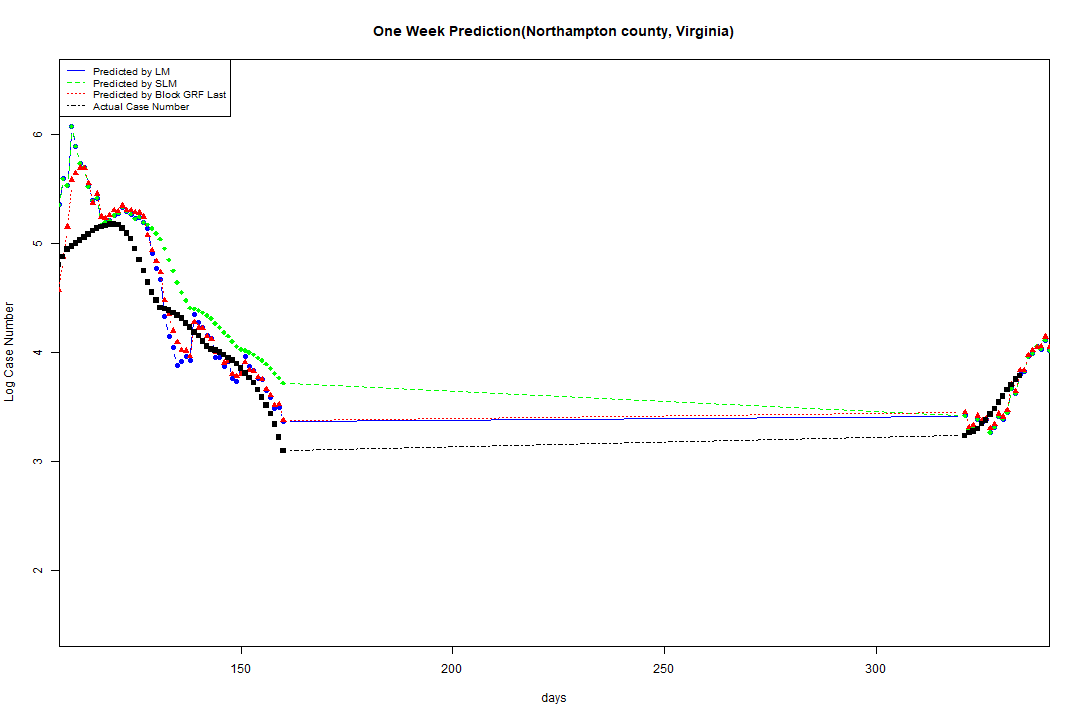 One Week Prediction(Northampton county, Virginia)
Predicted by LM
Predicted by SLM
Predicted by Block GRF Last
Actual Case Number
6
5
4
3
2
Log Case Number
150
200
250
300
days